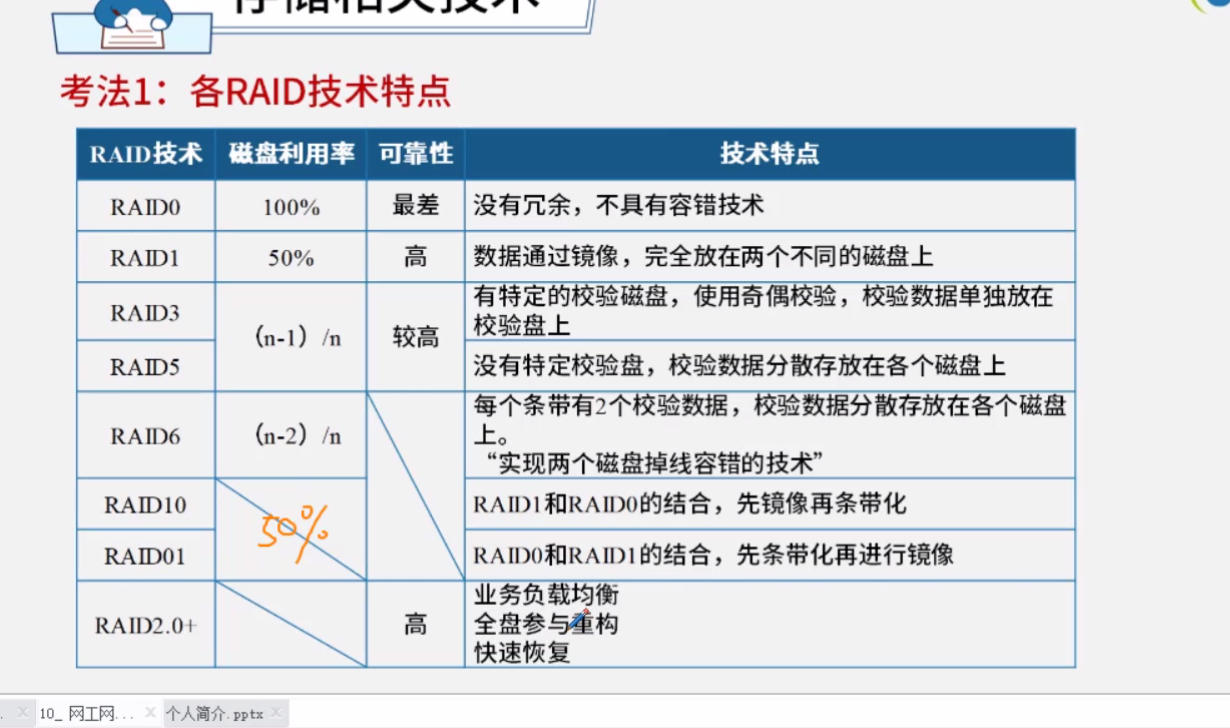 存储相关技术
考法1：各RAID技术特点
RAID技术 磁盘利用率 可靠性 技术特点
RAID0 100% 最差 没有冗余，不具有容错技术
RAID1 50% 高 数据通过镜像，完全放在两个不同的磁盘上
RAID3 有特定的校验磁盘，使用奇偶校验，校验数据单独放在
校验盘上
（n-1）/n 较高
RAID5 没有特定校验盘，校验数据分散存放在各个磁盘上
RAID6 （n-2）/n 每个条带有2个校验数据，校验数据分散存放在各个磁盘
上。
“实现两个磁盘掉线容错的技术”
RAID10 RAID1和RAID0的结合，先镜像再条带化
50%
RAID01 RAID0和RAID1的结合，先条带化再进行镜像
RAID2.0+ 高 业务负载均衡
全盘参与重构
快速恢复
10_ 网工网... 个人简介.pptx